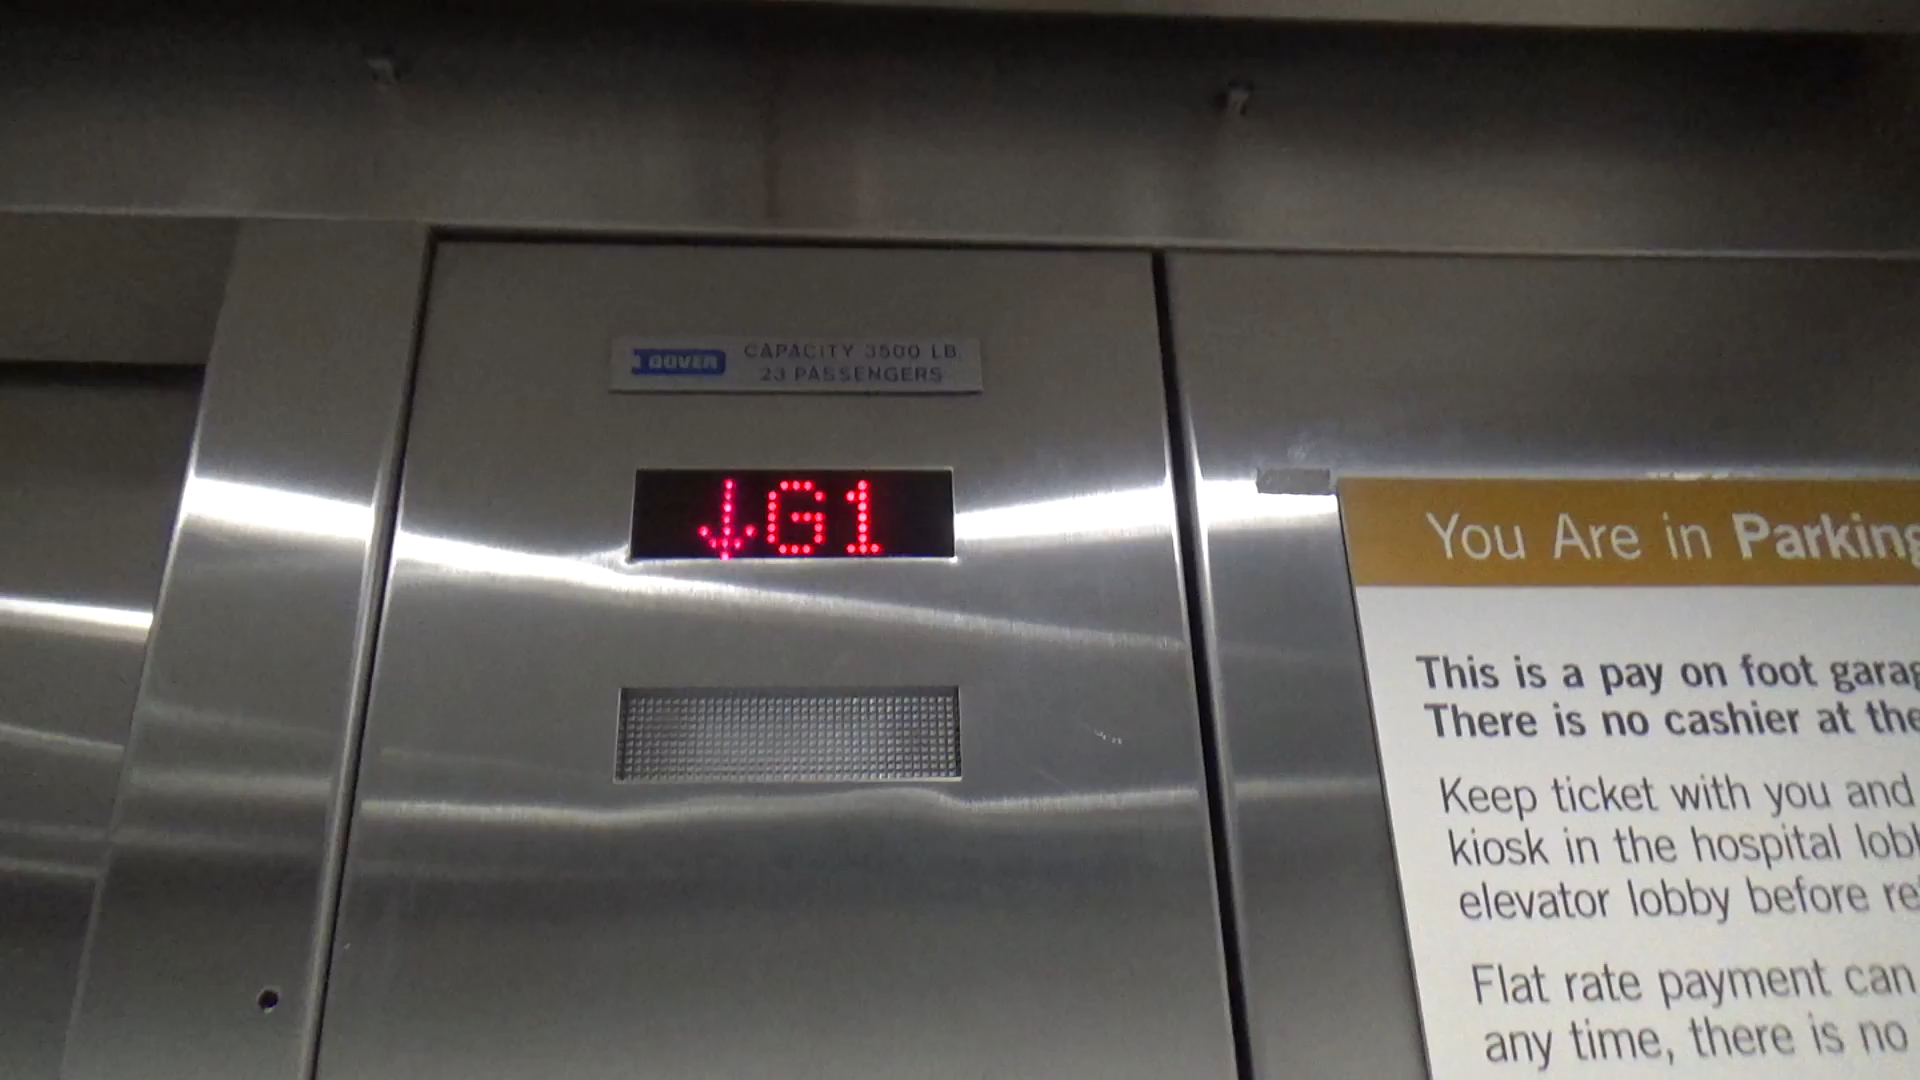 DOVER
CAPACITY 3500 LB.
23 PASSENGERS
↓G1
You Are in Parking
This is a pay on foot garag
There is no cashier at the
Keep ticket with you and
kiosk in the hospital lobb
elevator lobby before re
Flat rate payment can
any time, there is no